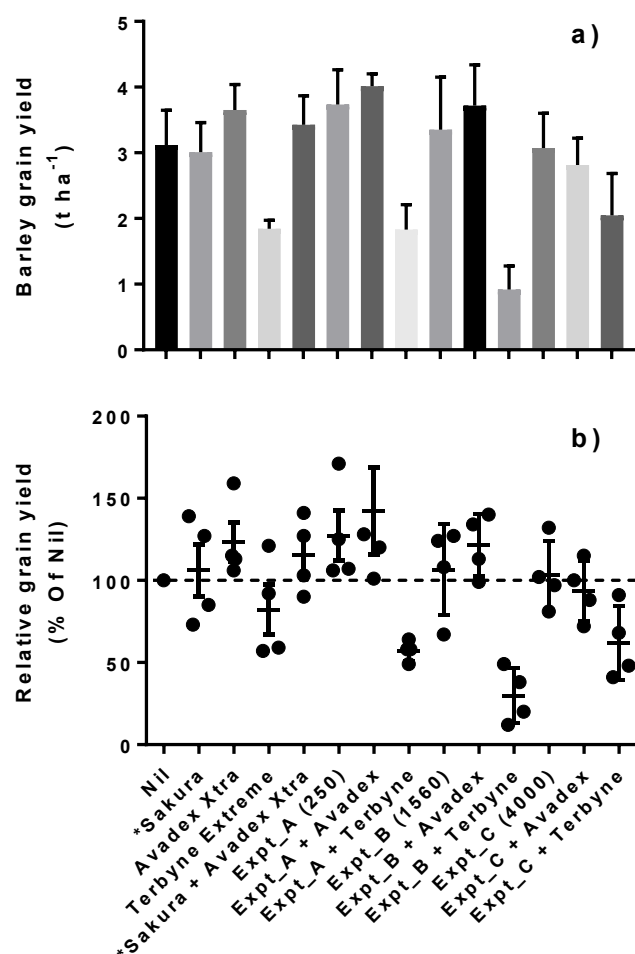 a)
Barley grain yield
(t ha⁻¹)
5
4
3
2
1
0
b)
Relative grain yield
(% Of Nil)
200
150
100
50
0
Nil
*Sakura
Avadex Xtra
Terbyne Extreme
*Sakura + Avadex Xtra
Expt_A (250)
Expt_A + Avadex
Expt_A + Terbyne
Expt_B (1560)
Expt_B + Avadex
Expt_B + Terbyne
Expt_C (4000)
Expt_C + Avadex
Expt_C + Terbyne